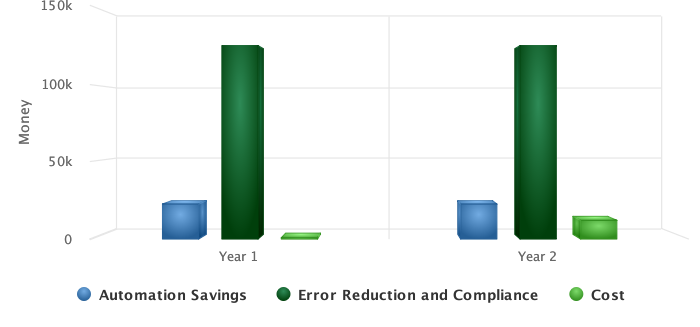 150k
100k
Money
50k
0
Year 1 Year 2
Automation Savings Error Reduction and Compliance Cost